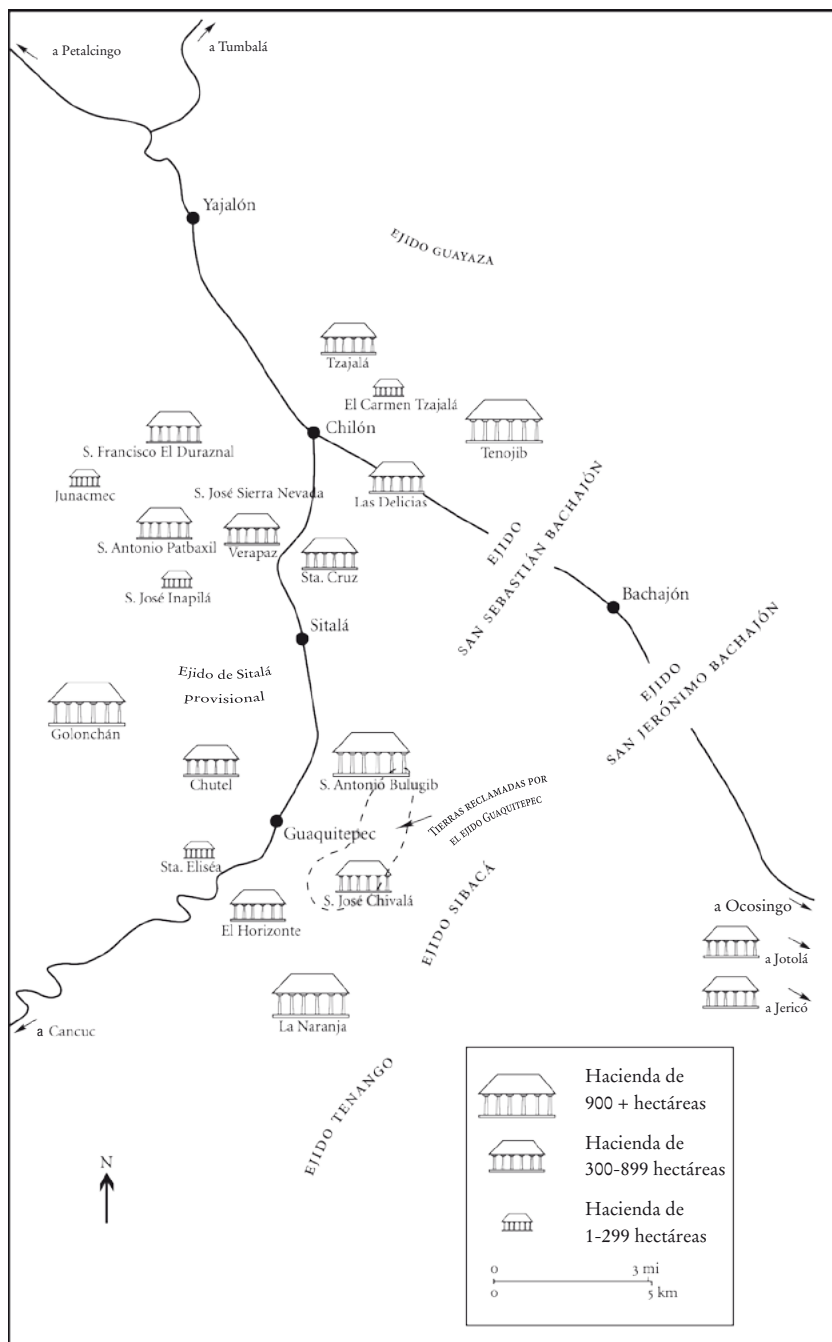 a Petalcingo
a Tumbalá
Yajalón
EJIDO GUAYAZA
Tzajalá
El Carmen Tzajalá
Chilón
Tenojib
S. Francisco El Duraznal
Junacmec
S. José Sierra Nevada
Las Delicias
S. Antonio Patbaxil
Verapaz
Sta. Cruz
S. José Inapilá
EJIDO
SAN SEBASTIÁN BACHAJÓN
Bachajón
Sitalá
Ejido de Sitalá
provisional
EJIDO
SAN JERÓNIMO BACHAJÓN
Golonchán
Chutel
S. Antonio Bulugib
TIERRAS RECLAMADAS POR
EL EJIDO GUAQUITEPEC
Guaquitepec
Sta. Eliséa
S. José Chivalá
El Horizonte
EJIDO SIBACÁ
a Ocosingo
a Jotolá
a Jericó
La Naranja
a Cancuc
EJIDO TENANGO
N
Hacienda de
900 + hectáreas
Hacienda de
300-899 hectáreas
Hacienda de
1-299 hectáreas
0 3 mi
0 5 km